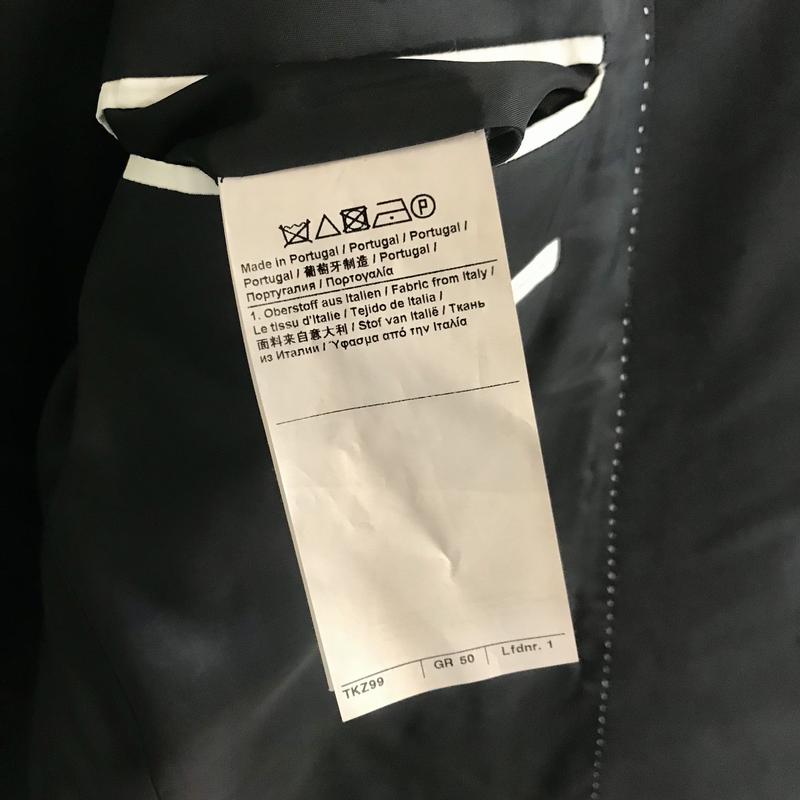 P
Made in Portugal / Portugal / Portugal /
Portugal / 葡萄牙制造 / Portugal /
Португалия / Πορτογαλία
1. Oberstoff aus Italien / Fabric from Italy /
Le tissu d'Italie / Tejido de Italia /
面料来自意大利 / Stof van Italië / Ткань
из Италии / Ύφασμα από την Ιταλία
TKZ99 | GR 50 | Lfdnr. 1